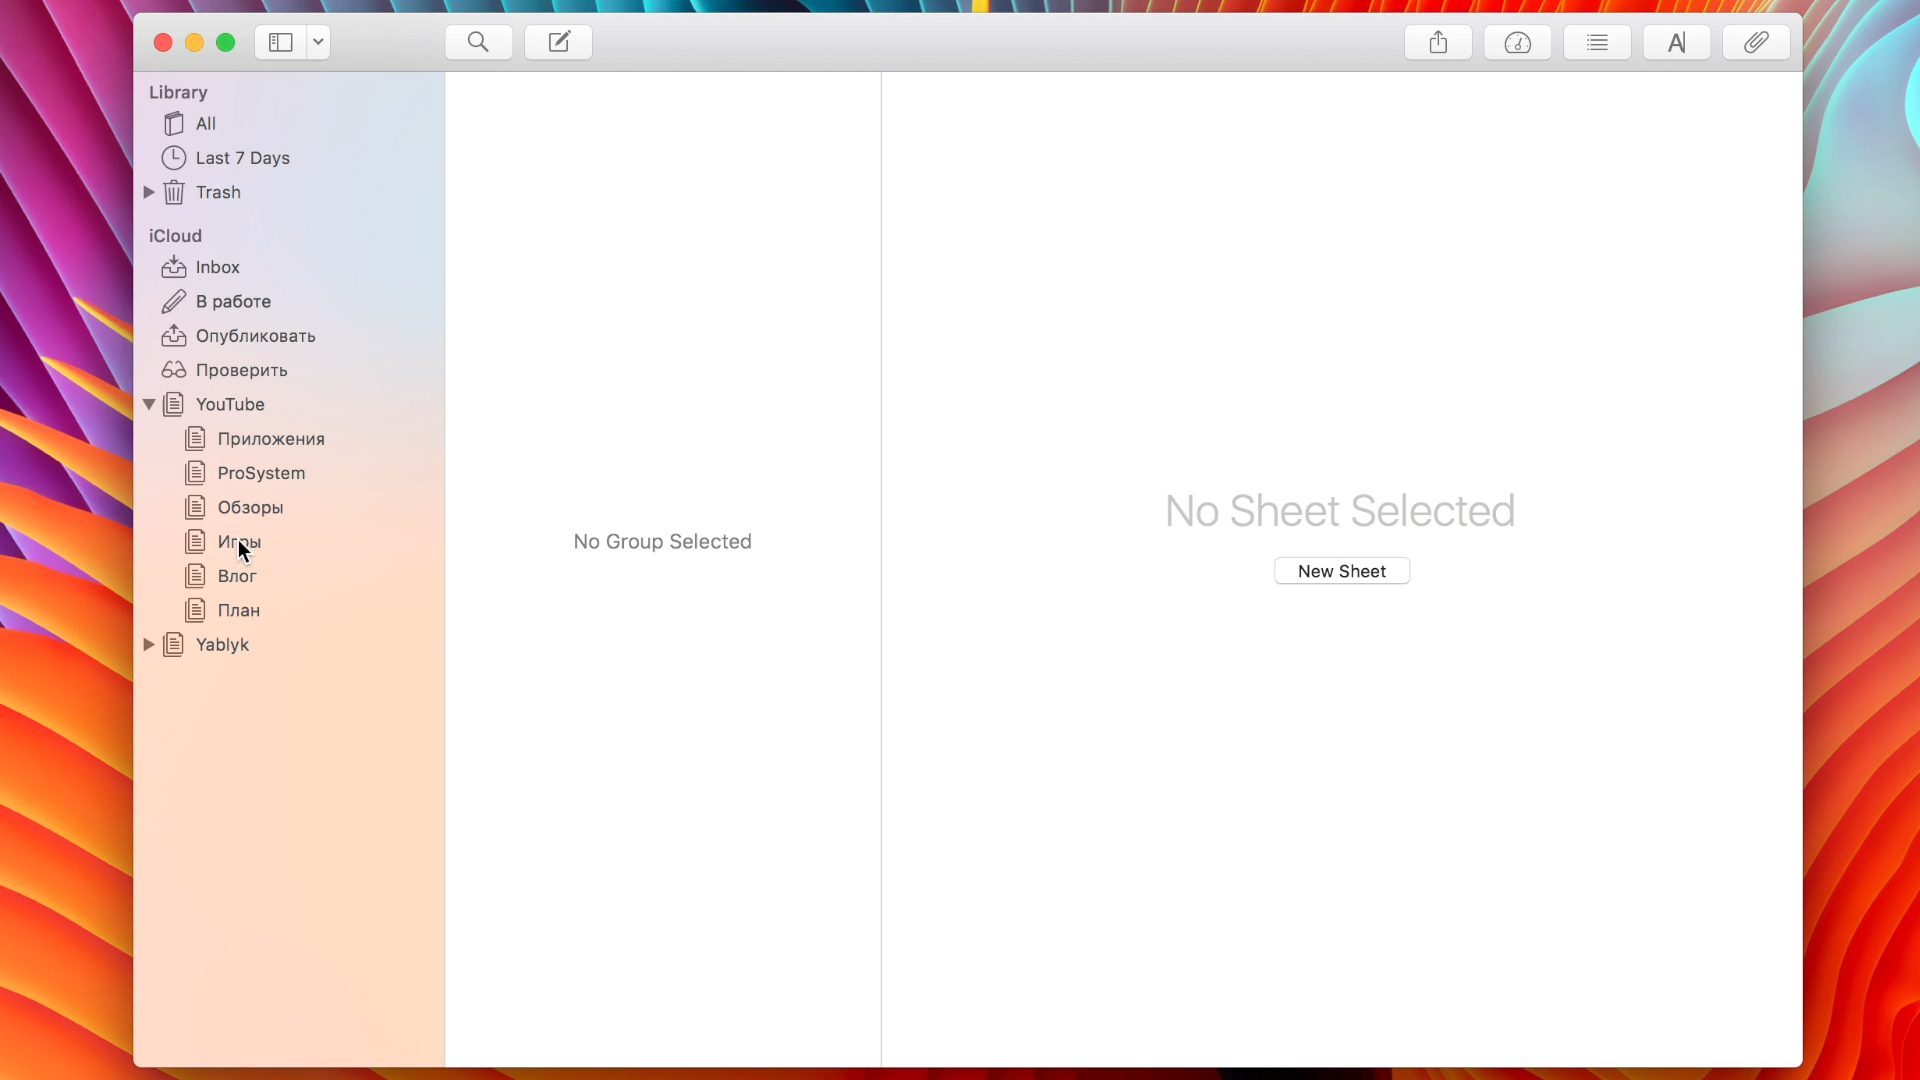 Library
All
Last 7 Days
Trash
iCloud
Inbox
В работе
Опубликовать
Проверить
YouTube
Приложения
ProSystem
Обзоры
Игры
Влог
План
Yablyk
No Group Selected
No Sheet Selected
New Sheet